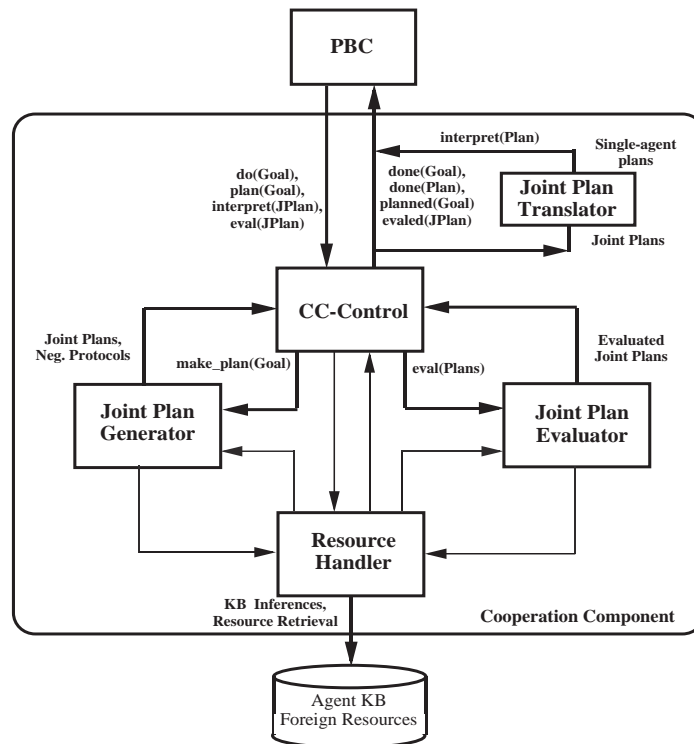 PBC
interpret(Plan)
Single-agent
plans
do(Goal),
plan(Goal),
interpret(JPlan),
eval(JPlan)
done(Goal),
done(Plan),
planned(Goal)
evaled(JPlan)
Joint Plan
Translator
Joint Plans
CC-Control
Joint Plans,
Neg. Protocols
make_plan(Goal)
eval(Plans)
Evaluated
Joint Plans
Joint Plan
Generator
Joint Plan
Evaluator
Resource
Handler
KB Inferences,
Resource Retrieval
Cooperation Component
Agent KB
Foreign Resources